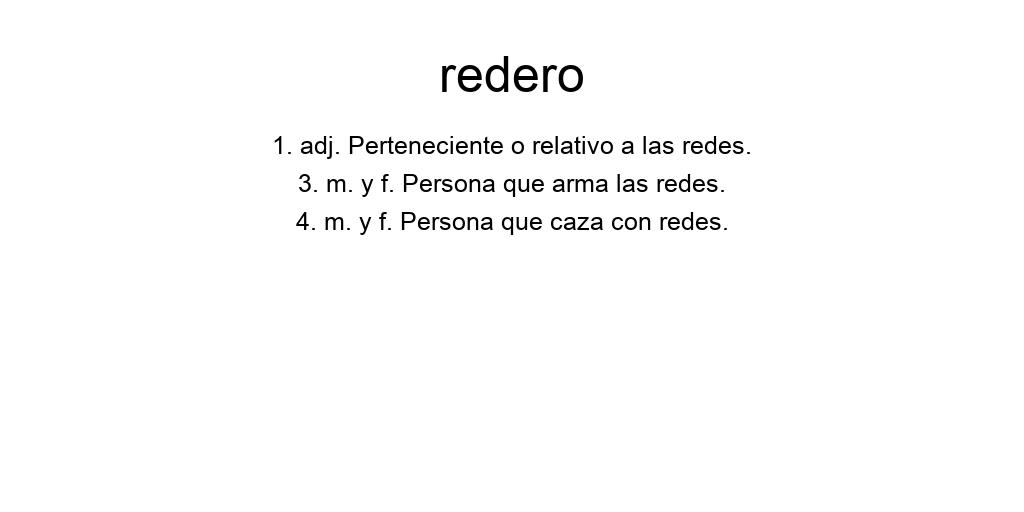 redero
1. adj. Perteneciente o relativo a las redes.
3. m. y f. Persona que arma las redes.
4. m. y f. Persona que caza con redes.